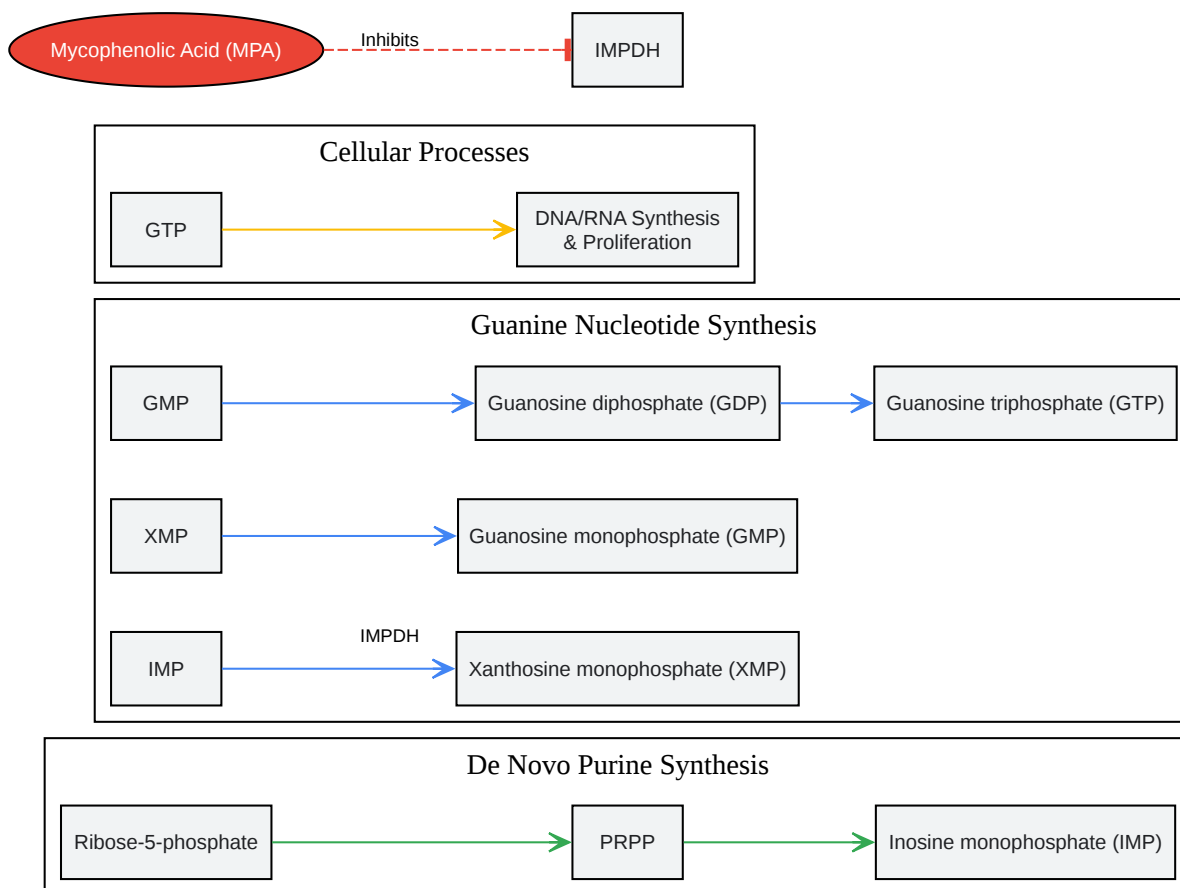 Mycophenolic Acid (MPA)
Inhibits
IMPDH
Cellular Processes
GTP
DNA/RNA Synthesis
& Proliferation
Guanine Nucleotide Synthesis
GMP
Guanosine diphosphate (GDP)
Guanosine triphosphate (GTP)
XMP
Guanosine monophosphate (GMP)
IMP
IMPDH
Xanthosine monophosphate (XMP)
De Novo Purine Synthesis
Ribose-5-phosphate
PRPP
Inosine monophosphate (IMP)